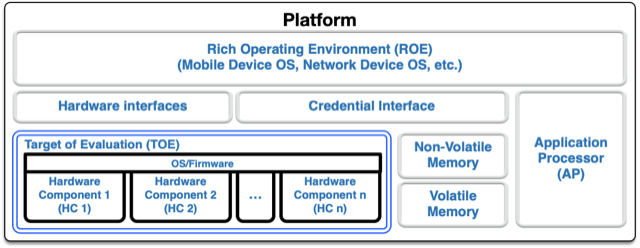 Platform
Rich Operating Environment (ROE)
(Mobile Device OS, Network Device OS, etc.)
Hardware interfaces
Credential Interface
Target of Evaluation (TOE)
OS/Firmware
Hardware
Component 1
(HC 1)
Hardware
Component 2
(HC 2)
...
Hardware
Component n
(HC n)
Non-Volatile
Memory
Volatile
Memory
Application
Processor
(AP)